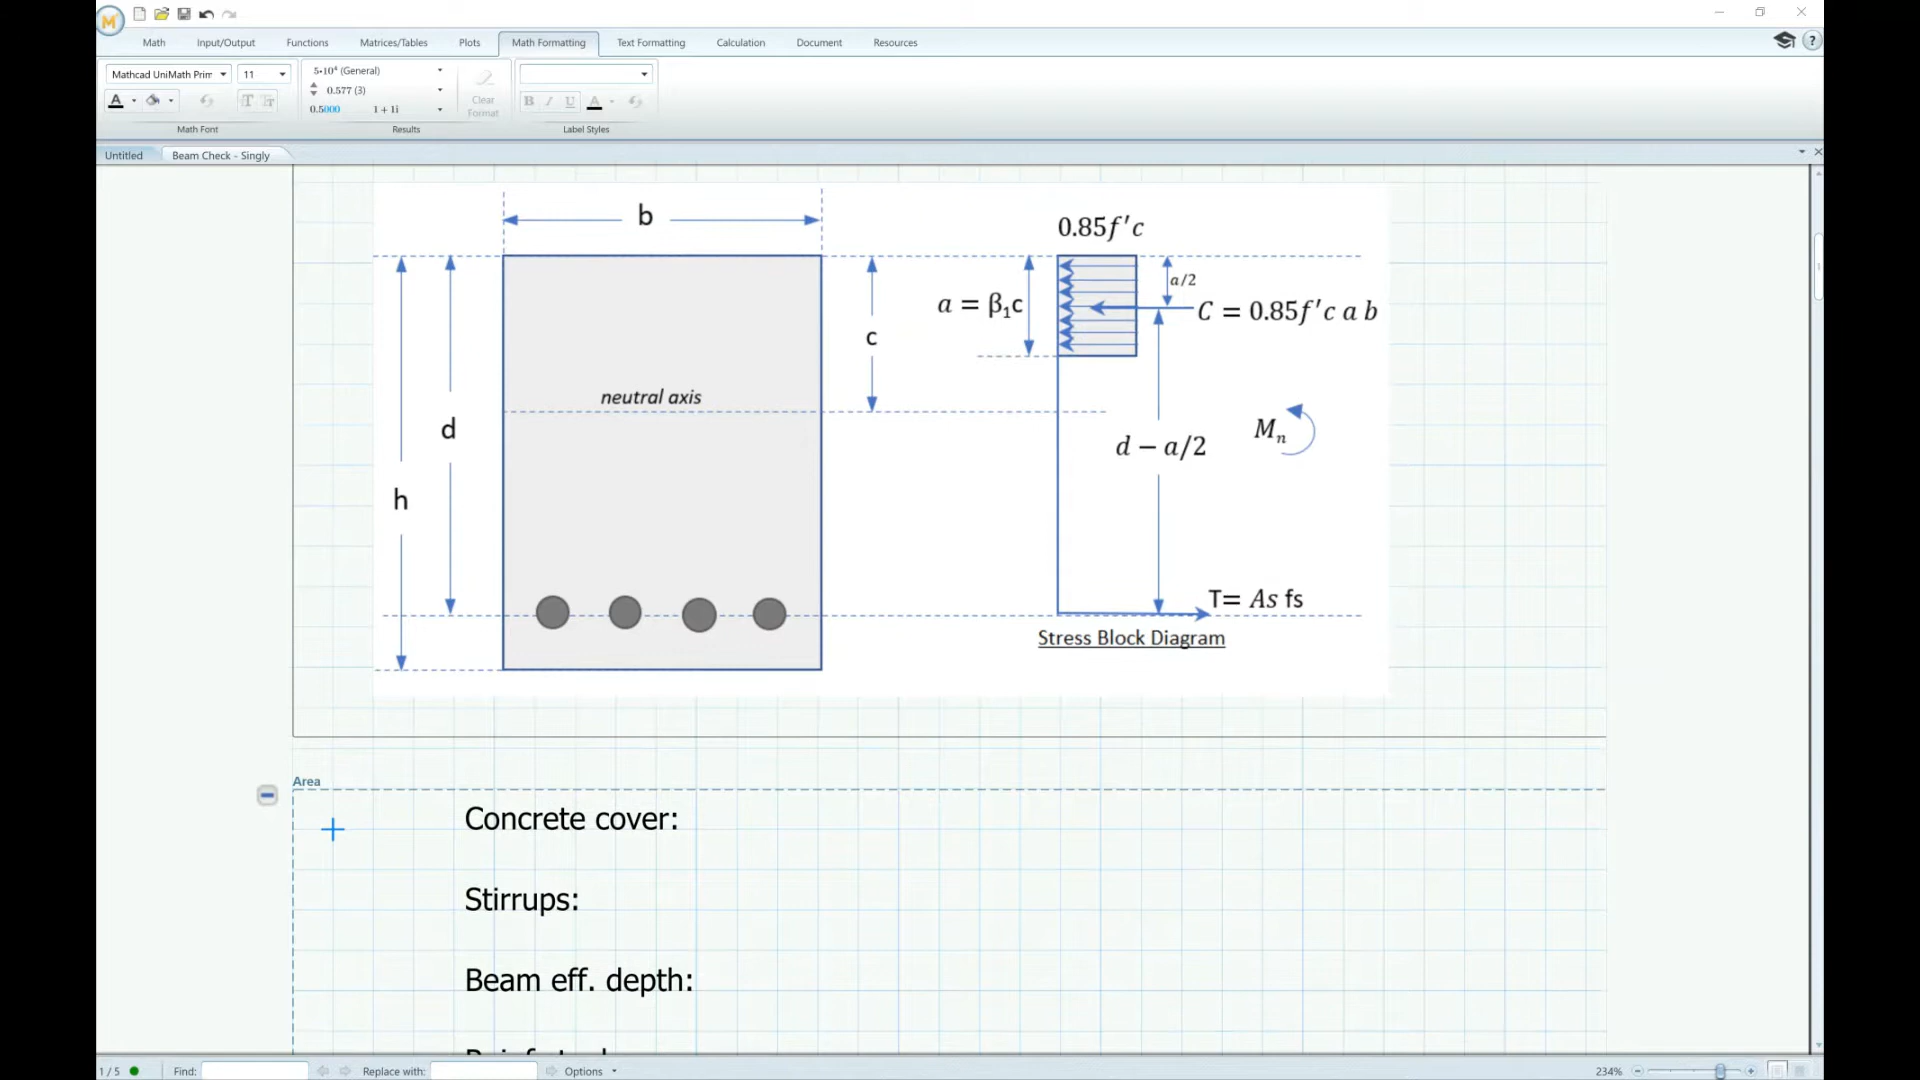 M
Math Input/Output Functions Matrices/Tables Plots Math Formatting Text Formatting Calculation Document Resources ?
Mathcad UniMath Prim 11
5•10⁴ (General)
0.577 (3)
0.5000 1 + 1i
Clear
Format
B I U A
Math Font Results Label Styles
Untitled Beam Check - Singly
b
0.85f′c
a/2
a = β₁c
C = 0.85f′c a b
c
neutral axis
d
Mₙ
d − a/2
h
T= As fs
Stress Block Diagram
Area
Concrete cover:
Stirrups:
Beam eff. depth:
1 / 5 Find: Replace with: Options 234%